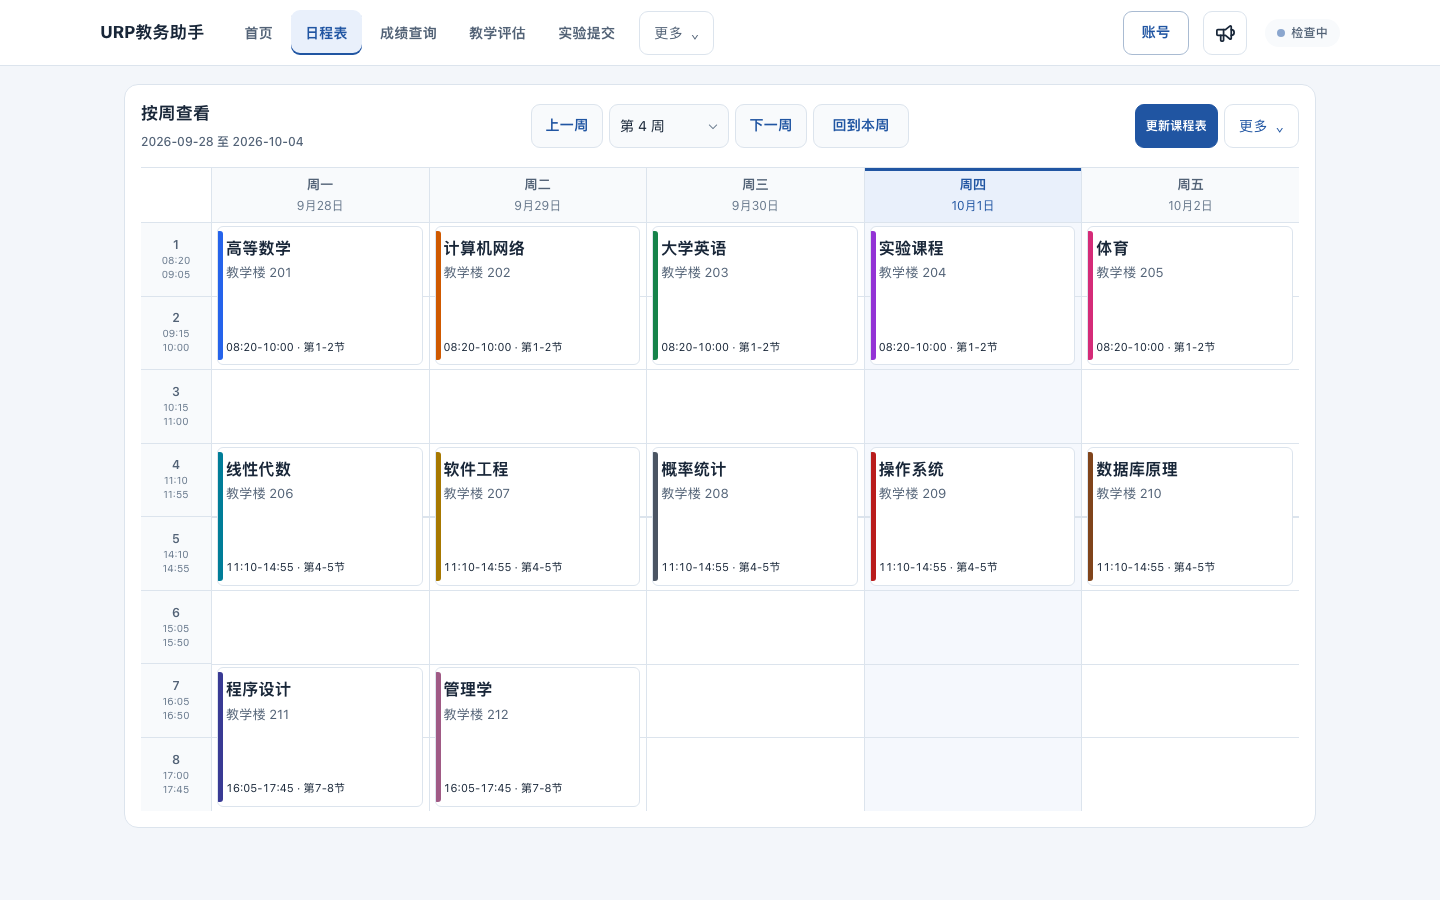 URP教务助手
首页 日程表 成绩查询 教学评估 实验提交 更多
账号 检查中
按周查看
2026-09-28 至 2026-10-04
上一周 第 4 周 下一周 回到本周
更新课程表 更多
周一 周二 周三 周四 周五
9月28日 9月29日 9月30日 10月1日 10月2日
1
08:20
09:05
高等数学 计算机网络 大学英语 实验课程 体育
教学楼 201 教学楼 202 教学楼 203 教学楼 204 教学楼 205
2
09:15
10:00
08:20-10:00 · 第1-2节 08:20-10:00 · 第1-2节 08:20-10:00 · 第1-2节 08:20-10:00 · 第1-2节 08:20-10:00 · 第1-2节
3
10:15
11:00
4
11:10
11:55
线性代数 软件工程 概率统计 操作系统 数据库原理
教学楼 206 教学楼 207 教学楼 208 教学楼 209 教学楼 210
5
14:10
14:55
11:10-14:55 · 第4-5节 11:10-14:55 · 第4-5节 11:10-14:55 · 第4-5节 11:10-14:55 · 第4-5节 11:10-14:55 · 第4-5节
6
15:05
15:50
7
16:05
16:50
程序设计 管理学
教学楼 211 教学楼 212
8
17:00
17:45
16:05-17:45 · 第7-8节 16:05-17:45 · 第7-8节